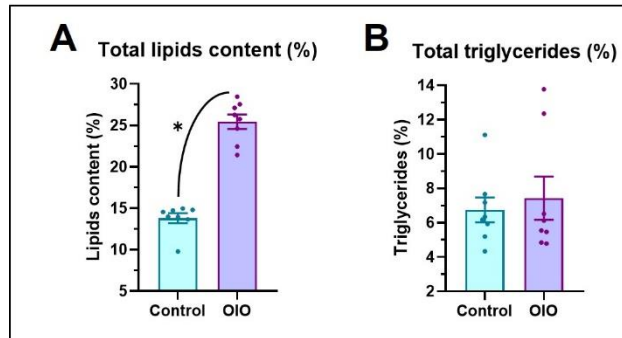 A
Total lipids content (%)
Lipids content (%)
30
25
20
15
10
5
*
Control
OIO
B
Total triglycerides (%)
Triglycerides (%)
14
12
10
8
6
4
2
Control
OIO